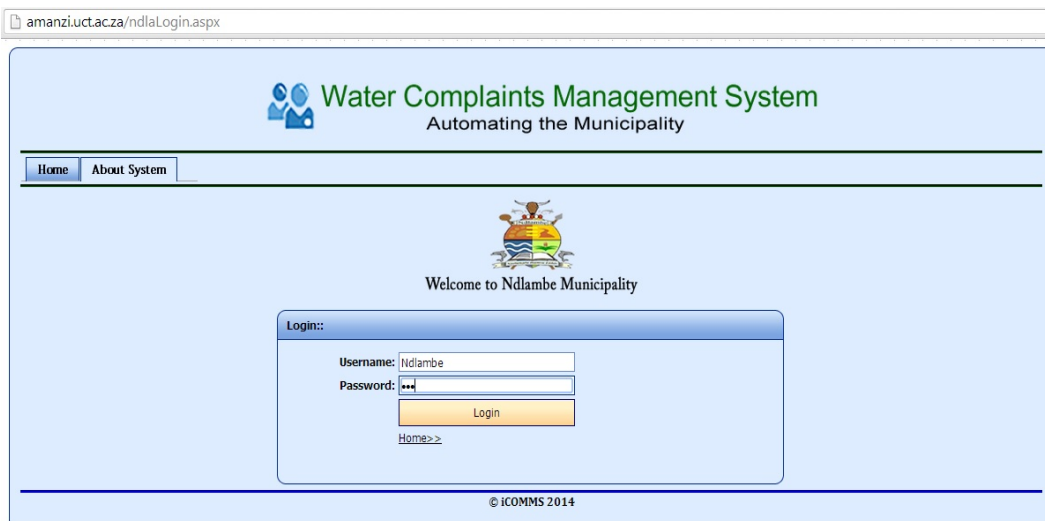 amanzi.uct.ac.za/ndlaLogin.aspx
Water Complaints Management System
Automating the Municipality
Home About System
Welcome to Ndlambe Municipality
Login::
Username: Ndlambe
Password: •••
Login
Home>>
© iCOMMS 2014